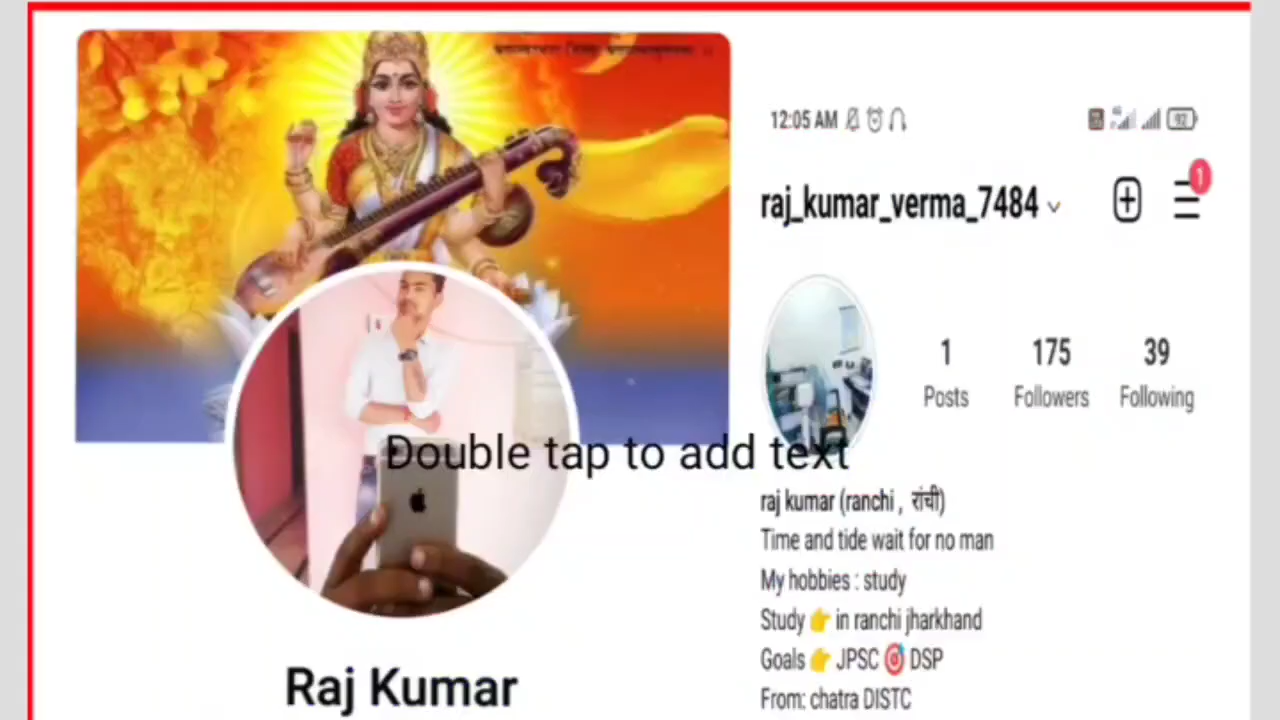 12:05 AM
92
raj_kumar_verma_7484
1
1 175 39
Posts Followers Following
Double tap to add text
raj kumar (ranchi , रांची)
Time and tide wait for no man
My hobbies : study
Study 👉 in ranchi jharkhand
Goals 👉 JPSC 🎯 DSP
From: chatra DISTC
Raj Kumar